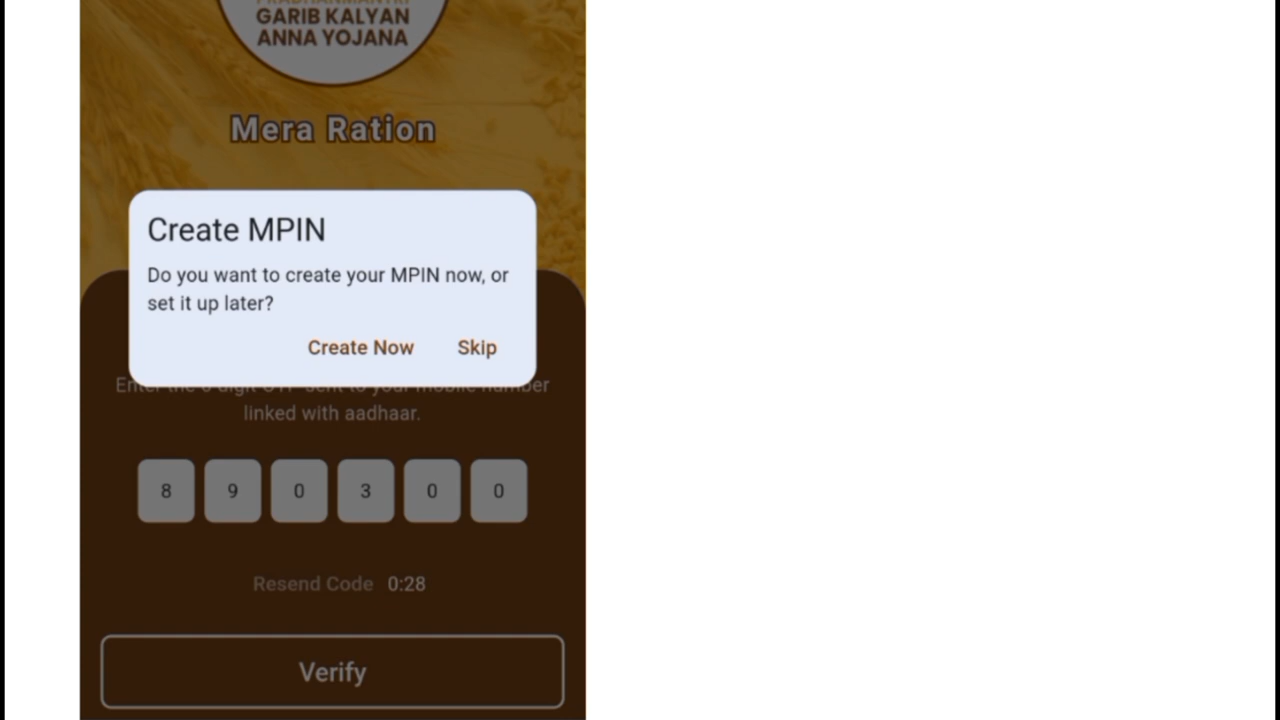 GARIB KALYAN
ANNA YOJANA
Mera Ration
Create MPIN
Do you want to create your MPIN now, or
set it up later?
Create Now Skip
Enter the 6 digit OTP sent to your mobile number
linked with aadhaar.
8 9 0 3 0 0
Resend Code 0:28
Verify